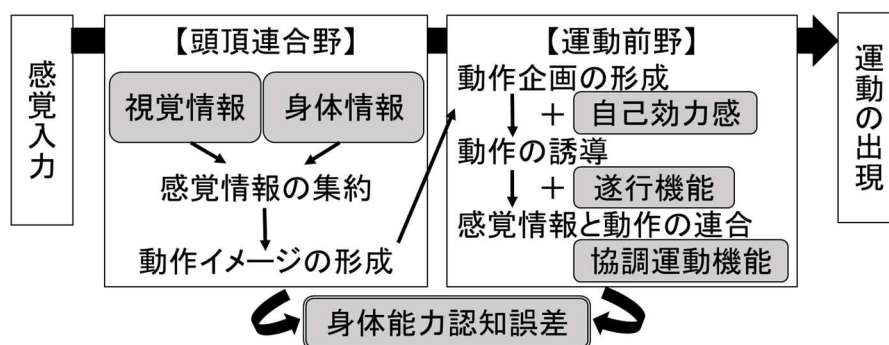 感覚入力
【頭頂連合野】
視覚情報
身体情報
感覚情報の集約
動作イメージの形成
【運動前野】
動作企画の形成
＋ 自己効力感
動作の誘導
＋ 遂行機能
感覚情報と動作の連合
協調運動機能
運動の出現
身体能力認知誤差